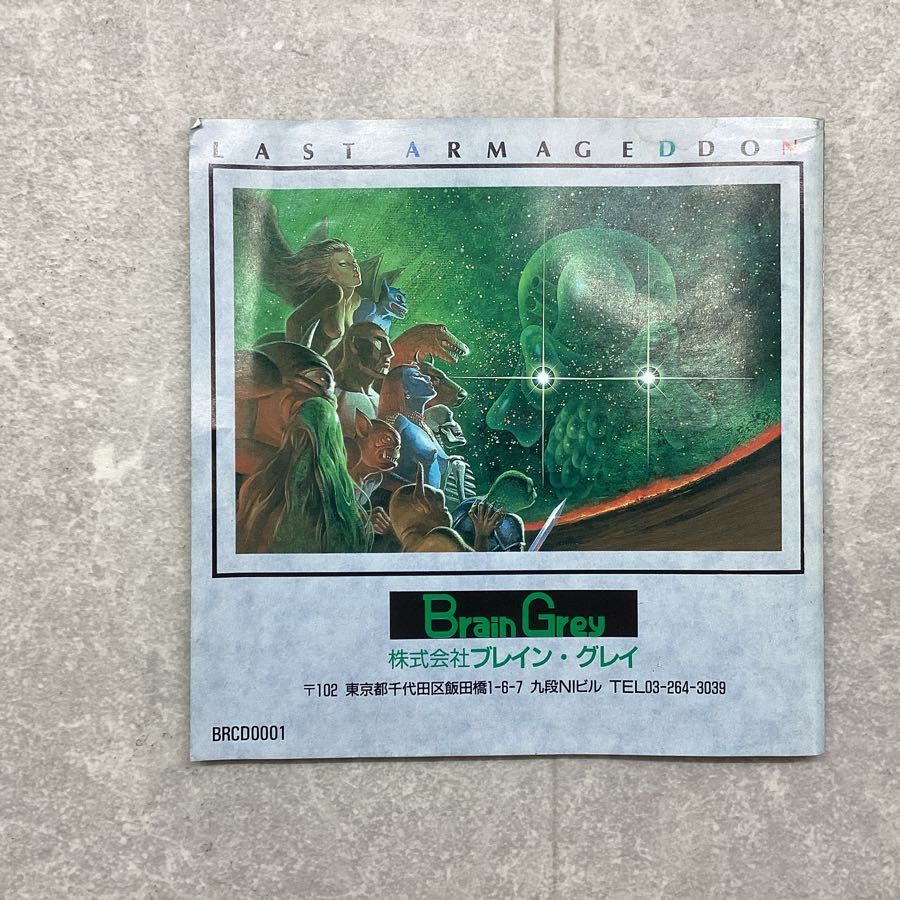 LAST ARMAGEDDON
Brain Grey
株式会社ブレイン・グレイ
〒102 東京都千代田区飯田橋1-6-7 九段NIビル TEL03-264-3039
BRCD0001